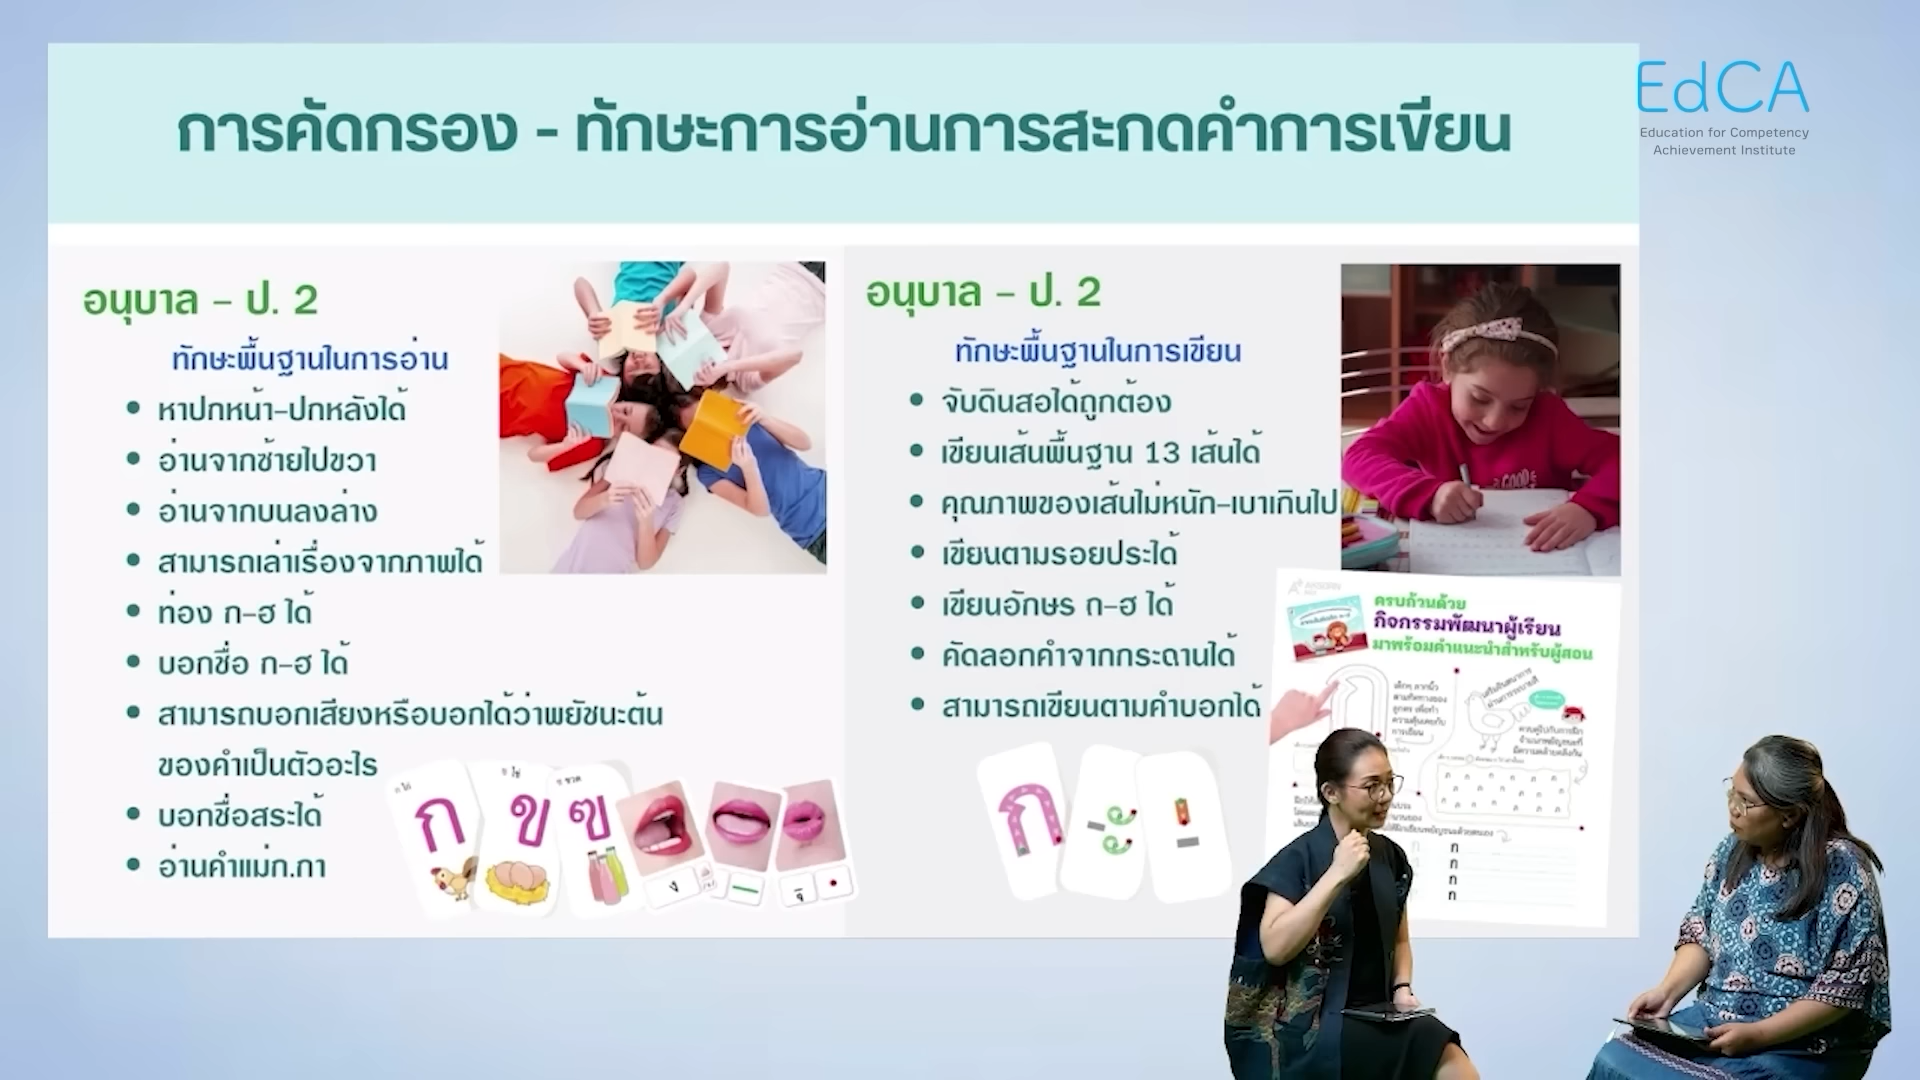 การคัดกรอง - ทักษะการอ่านการสะกดคำการเขียน
EdCA
Education for Competency
Achievement Institute
อนุบาล – ป. 2
ทักษะพื้นฐานในการอ่าน
• หาปกหน้า-ปกหลังได้
• อ่านจากซ้ายไปขวา
• อ่านจากบนลงล่าง
• สามารถเล่าเรื่องจากภาพได้
• ท่อง ก-ฮ ได้
• บอกชื่อ ก-ฮ ได้
• สามารถบอกเสียงหรือบอกได้ว่าพยัชนะต้น
ของคำเป็นตัวอะไร
• บอกชื่อสระได้
• อ่านคำแม่ก.กา
ก ไก่
ก
ข ไข่
ข
ฃ ขวด
ฃ
อนุบาล – ป. 2
ทักษะพื้นฐานในการเขียน
• จับดินสอได้ถูกต้อง
• เขียนเส้นพื้นฐาน 13 เส้นได้
• คุณภาพของเส้นไม่หนัก-เบาเกินไป
• เขียนตามรอยประได้
• เขียนอักษร ก-ฮ ได้
• คัดลอกคำจากกระดานได้
• สามารถเขียนตามคำบอกได้
ก
-ะ
AKSORN
ครบถ้วนด้วย
กิจกรรมพัฒนาผู้เรียน
มาพร้อมคำแนะนำสำหรับผู้สอน
ก
ก
ก
ก